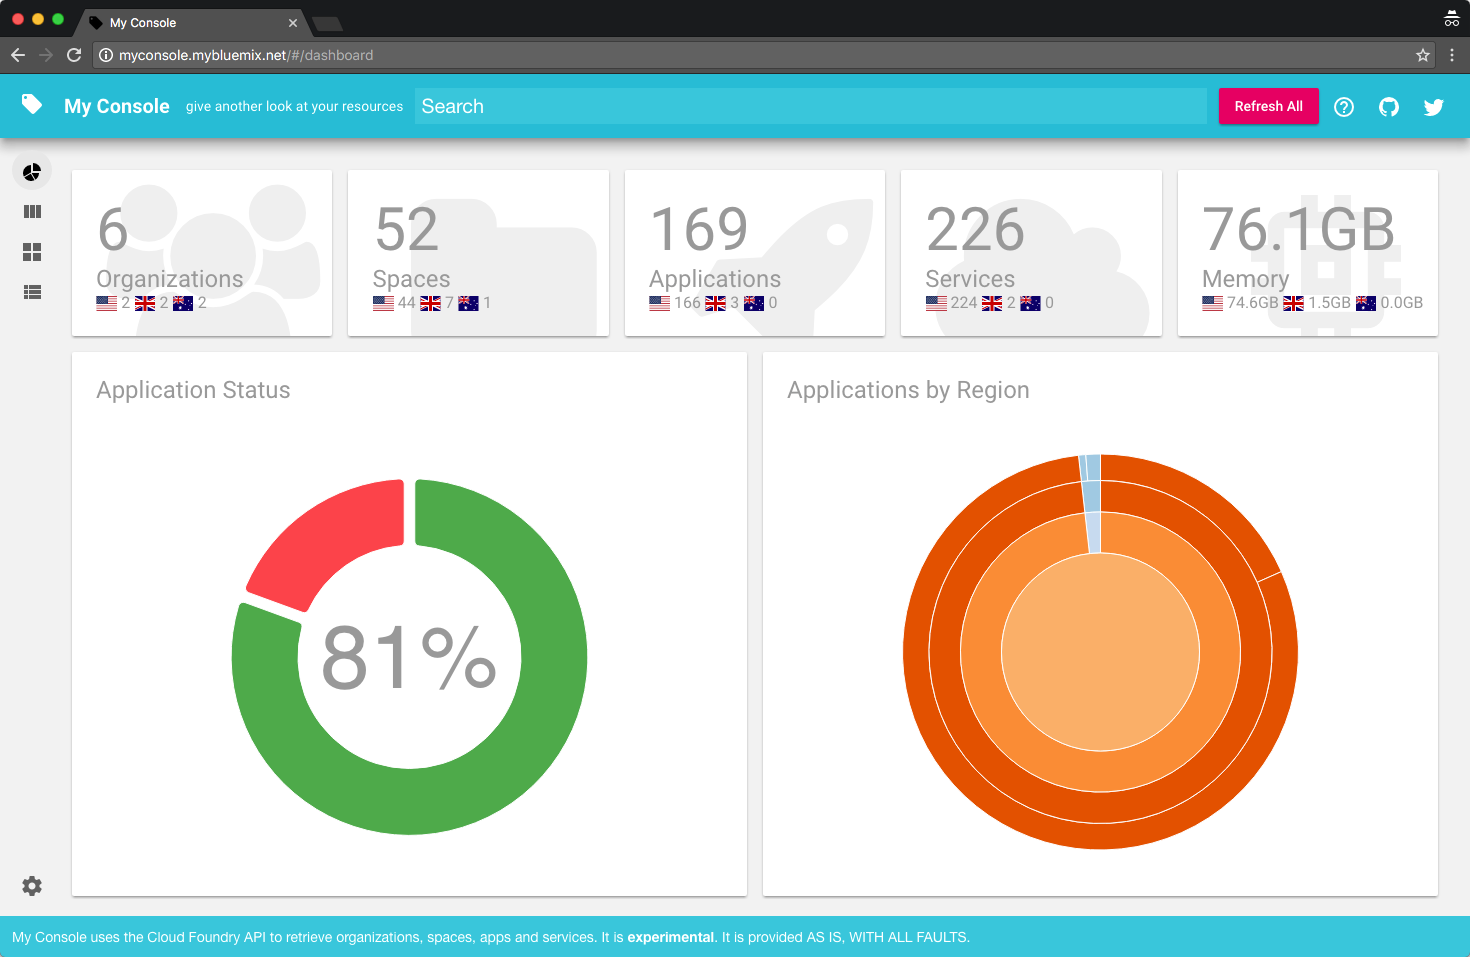 My Console
myconsole.mybluemix.net/#/dashboard
My Console give another look at your resources Search Refresh All
6
Organizations
2 2 2
52
Spaces
44 7 1
169
Applications
166 3 0
226
Services
224 2 0
76.1GB
Memory
74.6GB 1.5GB 0.0GB
Application Status
81%
Applications by Region
My Console uses the Cloud Foundry API to retrieve organizations, spaces, apps and services. It is experimental. It is provided AS IS, WITH ALL FAULTS.